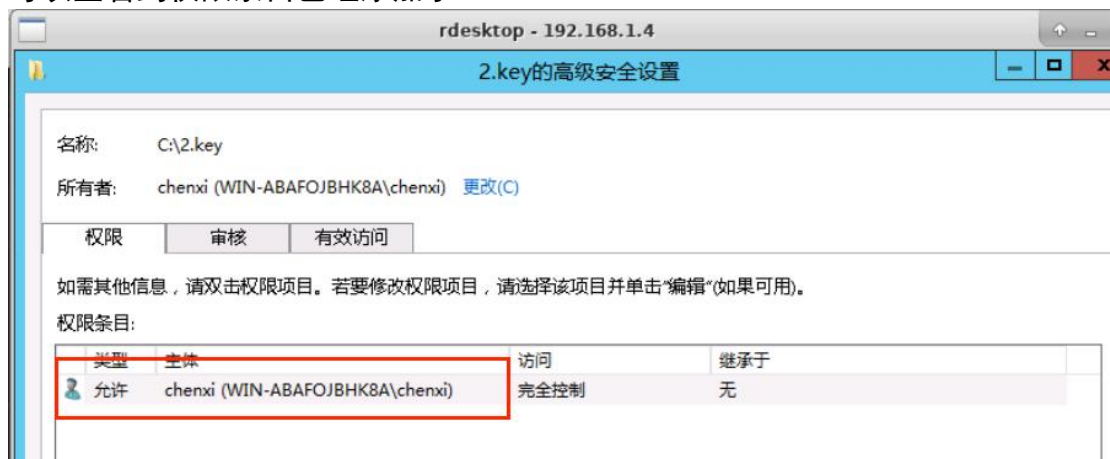 rdesktop - 192.168.1.4
2.key的高级安全设置
名称: C:\2.key
所有者: chenxi (WIN-ABAFOJBHK8A\chenxi) 更改(C)
权限 审核 有效访问
如需其他信息，请双击权限项目。若要修改权限项目，请选择该项目并单击“编辑”(如果可用)。
权限条目:
类型 主体 访问 继承于
允许 chenxi (WIN-ABAFOJBHK8A\chenxi) 完全控制 无